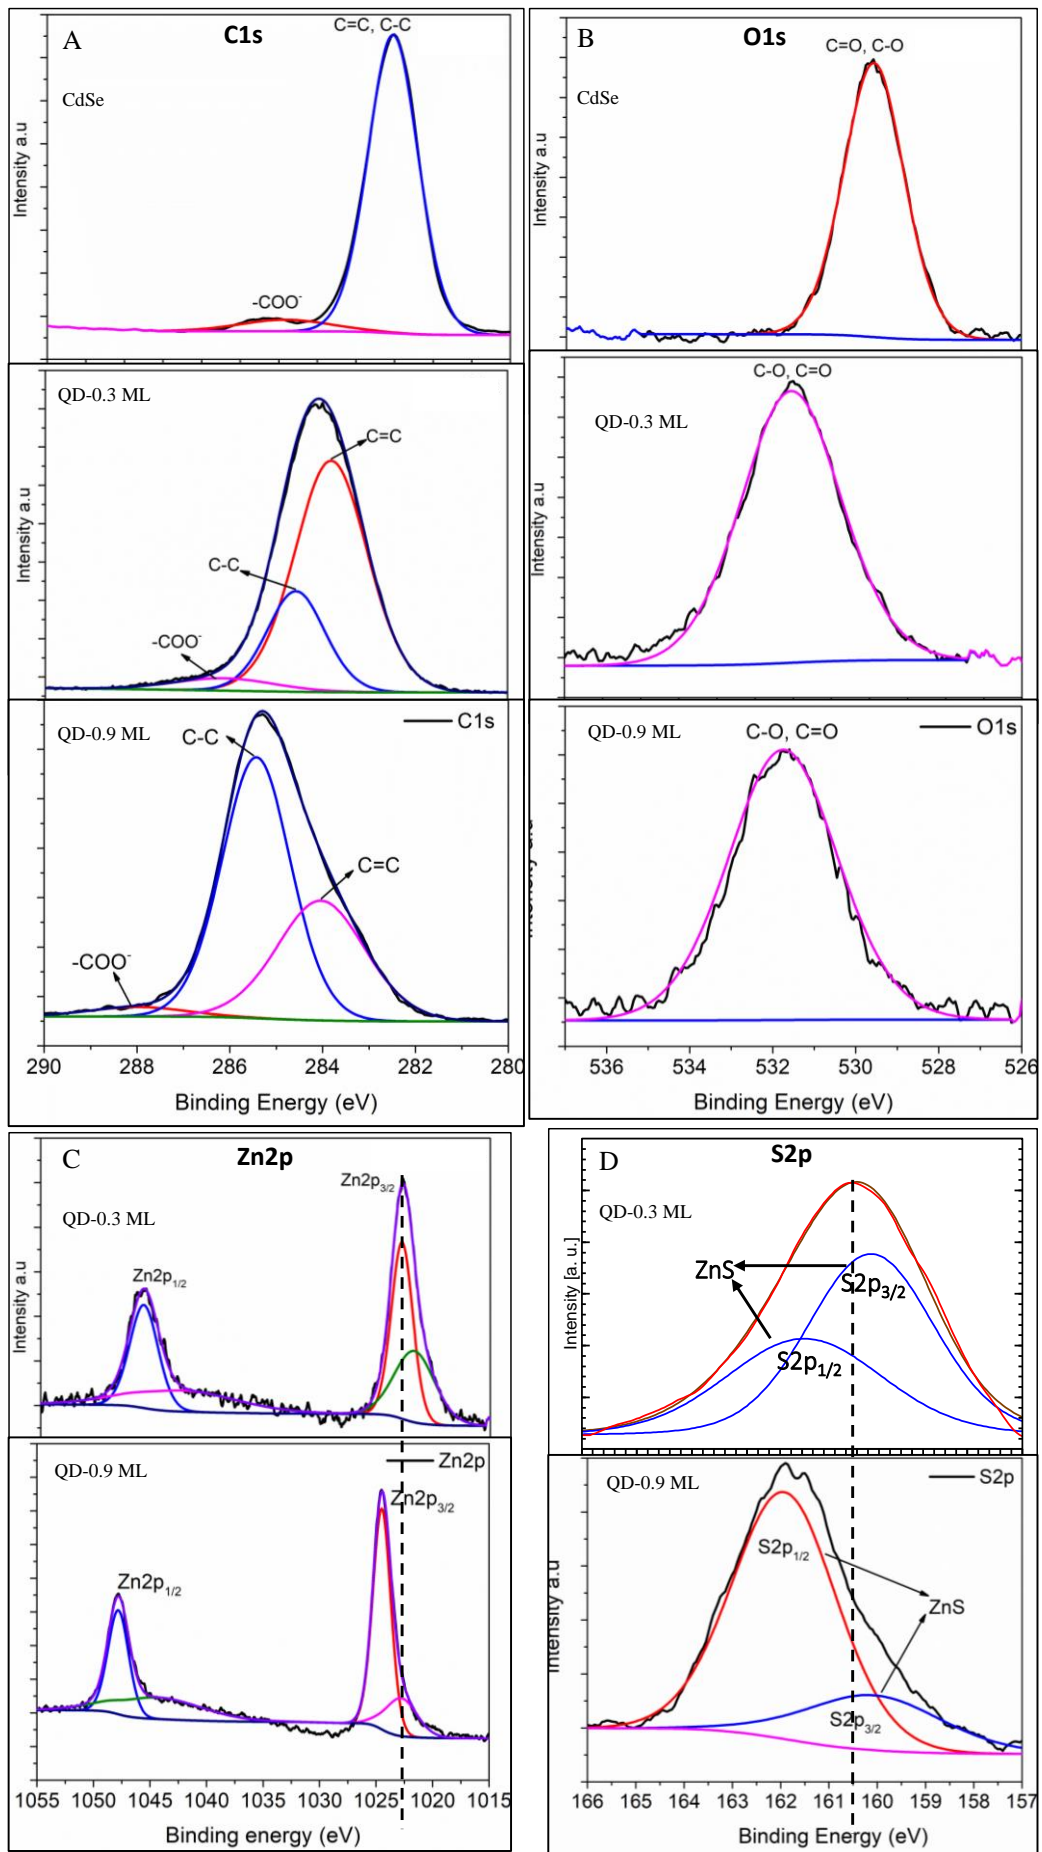 A
C1s
C=C, C-C
CdSe
Intensity a.u
-COO-
QD-0.3 ML
C=C
C-C
-COO-
Intensity a.u
QD-0.9 ML
C-C
C1s
C=C
-COO-
290 288 286 284 282 280
Binding Energy (eV)
B
O1s
C=O, C-O
CdSe
Intensity a.u
C-O, C=O
QD-0.3 ML
Intensity a.u
QD-0.9 ML
C-O, C=O
O1s
536 534 532 530 528 526
Binding Energy (eV)
C
Zn2p
Zn2p3/2
QD-0.3 ML
Zn2p1/2
Intensity a.u
QD-0.9 ML
Zn2p
Zn2p3/2
Zn2p1/2
1055 1050 1045 1040 1035 1030 1025 1020 1015
Binding energy (eV)
D
S2p
QD-0.3 ML
ZnS
S2p3/2
S2p1/2
Intensity [a. u.]
QD-0.9 ML
S2p
S2p1/2
ZnS
S2p3/2
Intensity a.u
166 165 164 163 162 161 160 159 158 157
Binding Energy (eV)